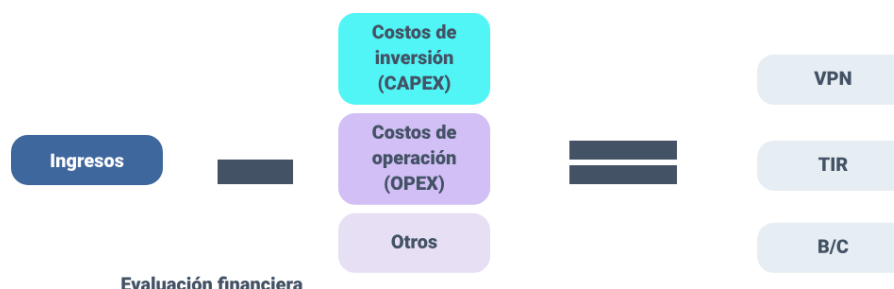 Costos de
inversión
(CAPEX)
Ingresos
Costos de
operación
(OPEX)
Otros
VPN
TIR
B/C
Evaluación financiera